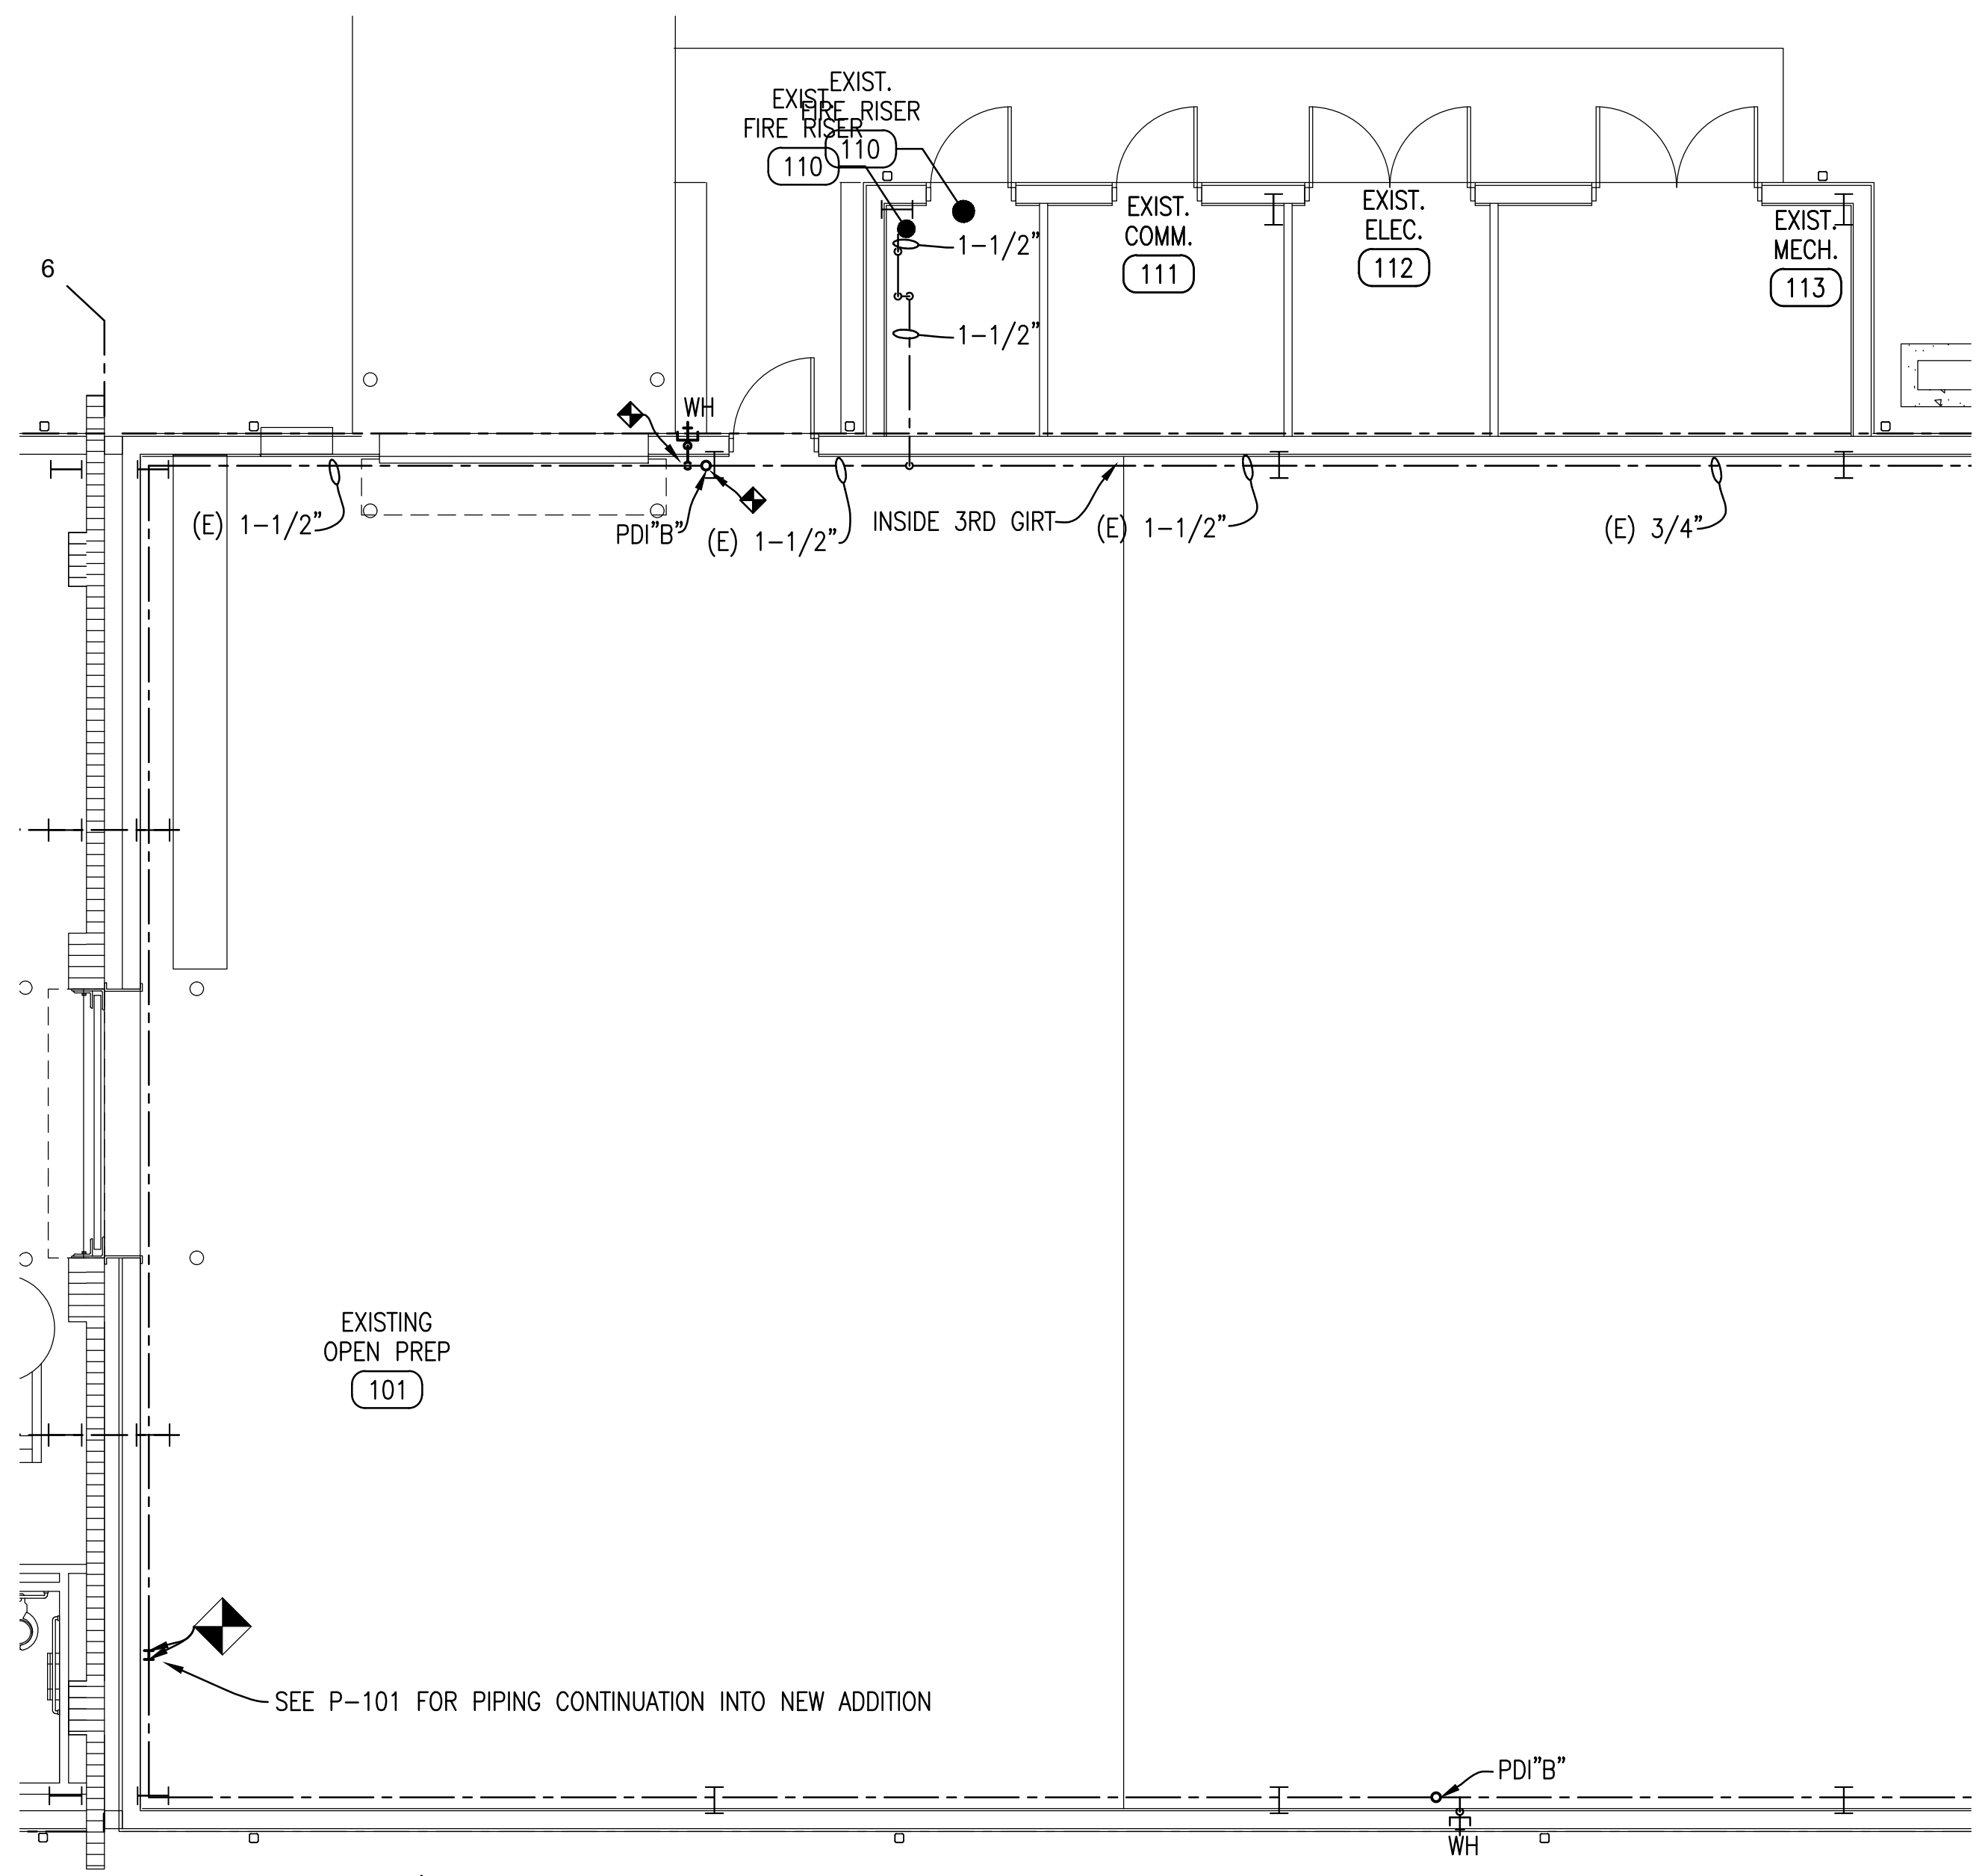 EXIST.
FIRE RISER
110
EXIST.
FIRE RISER
110
1-1/2"
1-1/2"
EXIST.
COMM.
111
EXIST.
ELEC.
112
EXIST.
MECH.
113
6
WH
(E) 1-1/2"
PDI"B"
(E) 1-1/2"
INSIDE 3RD GIRT
(E) 1-1/2"
(E) 3/4"
EXISTING
OPEN PREP
101
SEE P-101 FOR PIPING CONTINUATION INTO NEW ADDITION
PDI"B"
WH